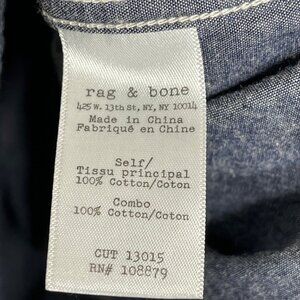 rag & bone
425 W. 13th St, NY, NY 10014
Made in China
Fabriqué en Chine
Self/
Tissu principal
100% Cotton/Coton
Combo
100% Cotton/Coton
CUT 13015
RN# 108879